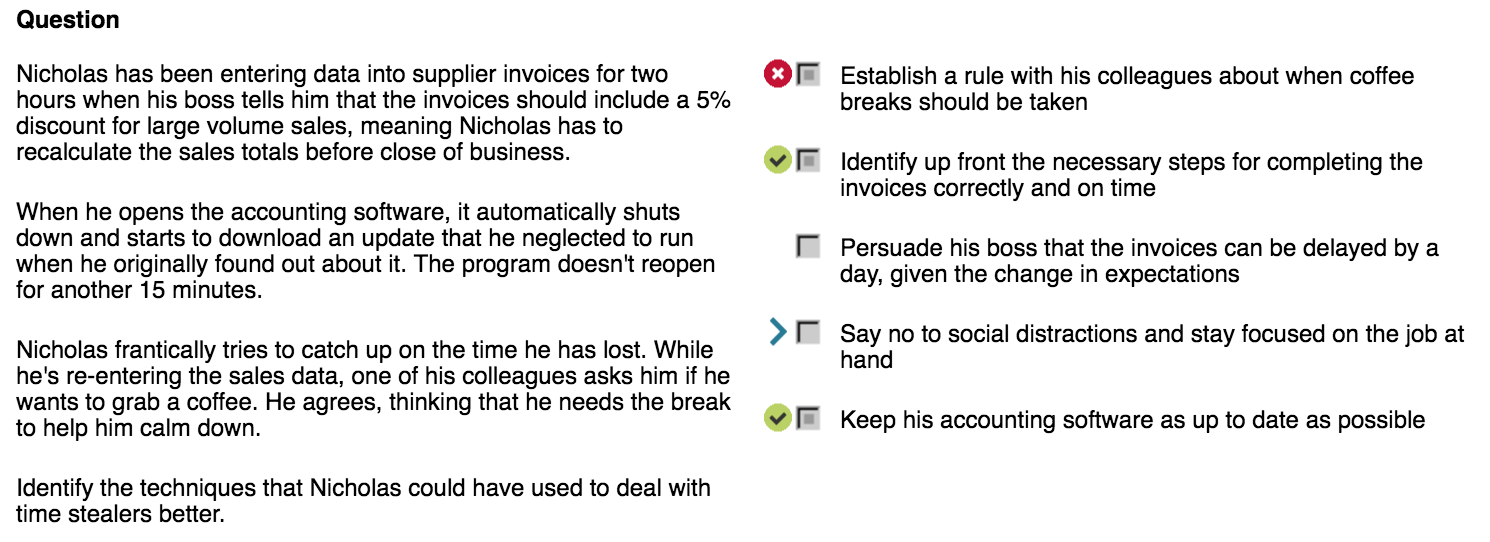 Question
Nicholas has been entering data into supplier invoices for two
hours when his boss tells him that the invoices should include a 5%
discount for large volume sales, meaning Nicholas has to
recalculate the sales totals before close of business.
When he opens the accounting software, it automatically shuts
down and starts to download an update that he neglected to run
when he originally found out about it. The program doesn't reopen
for another 15 minutes.
Nicholas frantically tries to catch up on the time he has lost. While
he's re-entering the sales data, one of his colleagues asks him if he
wants to grab a coffee. He agrees, thinking that he needs the break
to help him calm down.
Identify the techniques that Nicholas could have used to deal with
time stealers better.
Establish a rule with his colleagues about when coffee
breaks should be taken
Identify up front the necessary steps for completing the
invoices correctly and on time
Persuade his boss that the invoices can be delayed by a
day, given the change in expectations
Say no to social distractions and stay focused on the job at
hand
Keep his accounting software as up to date as possible